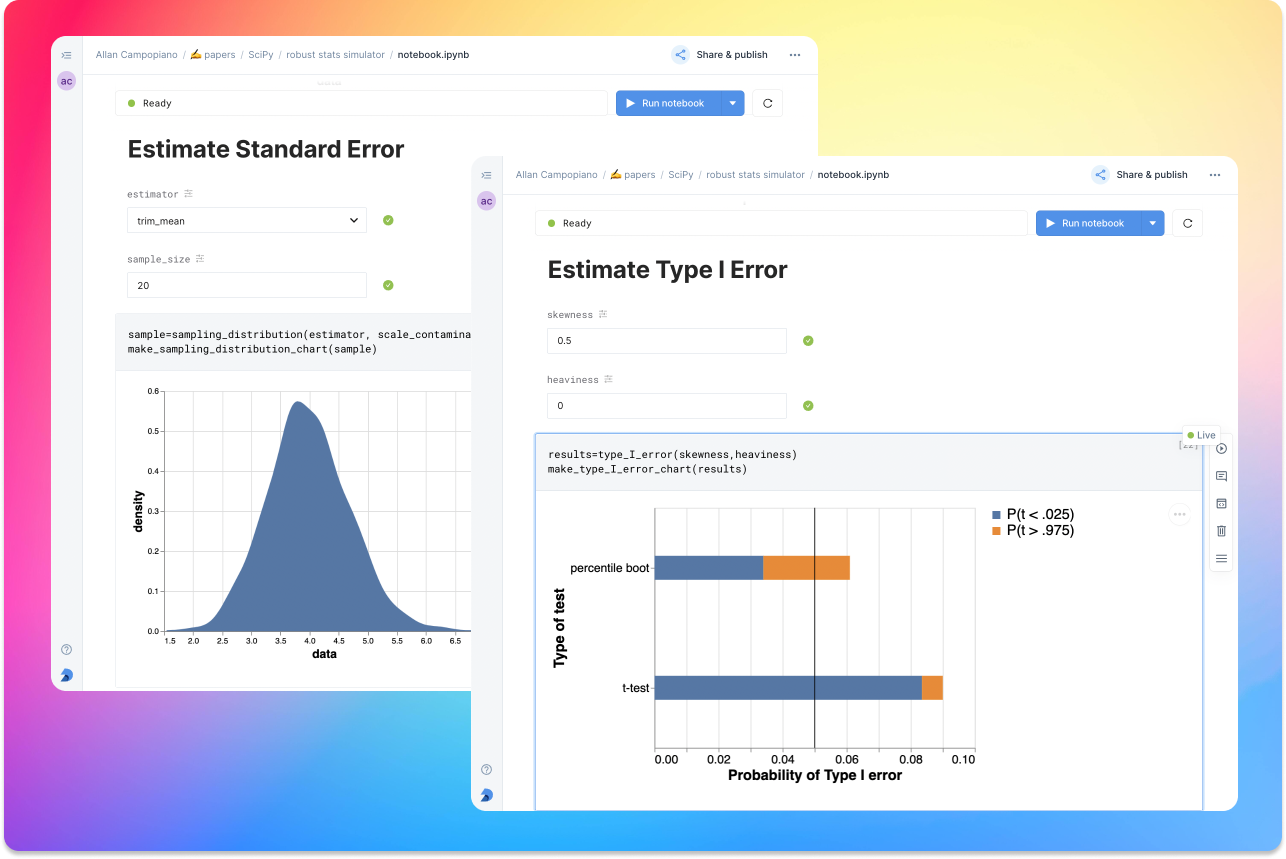 Allan Campopiano / ✍️ papers / SciPy / robust stats simulator / notebook.ipynb
Share & publish
ac
Ready
Run notebook
Estimate Standard Error
estimator
trim_mean
sample_size
20
sample=sampling_distribution(estimator, scale_contamina
make_sampling_distribution_chart(sample)
0.6
0.5
0.4
0.3
0.2
0.1
0.0
density
1.5 2.0 2.5 3.0 3.5 4.0 4.5 5.0 5.5 6.0 6.5
data
Allan Campopiano / ✍️ papers / SciPy / robust stats simulator / notebook.ipynb
Share & publish
ac
Ready
Run notebook
Estimate Type I Error
skewness
0.5
heaviness
0
Live
[22]
results=type_I_error(skewness,heaviness)
make_type_I_error_chart(results)
P(t < .025)
P(t > .975)
percentile boot
t-test
Type of test
0.00 0.02 0.04 0.06 0.08 0.10
Probability of Type I error